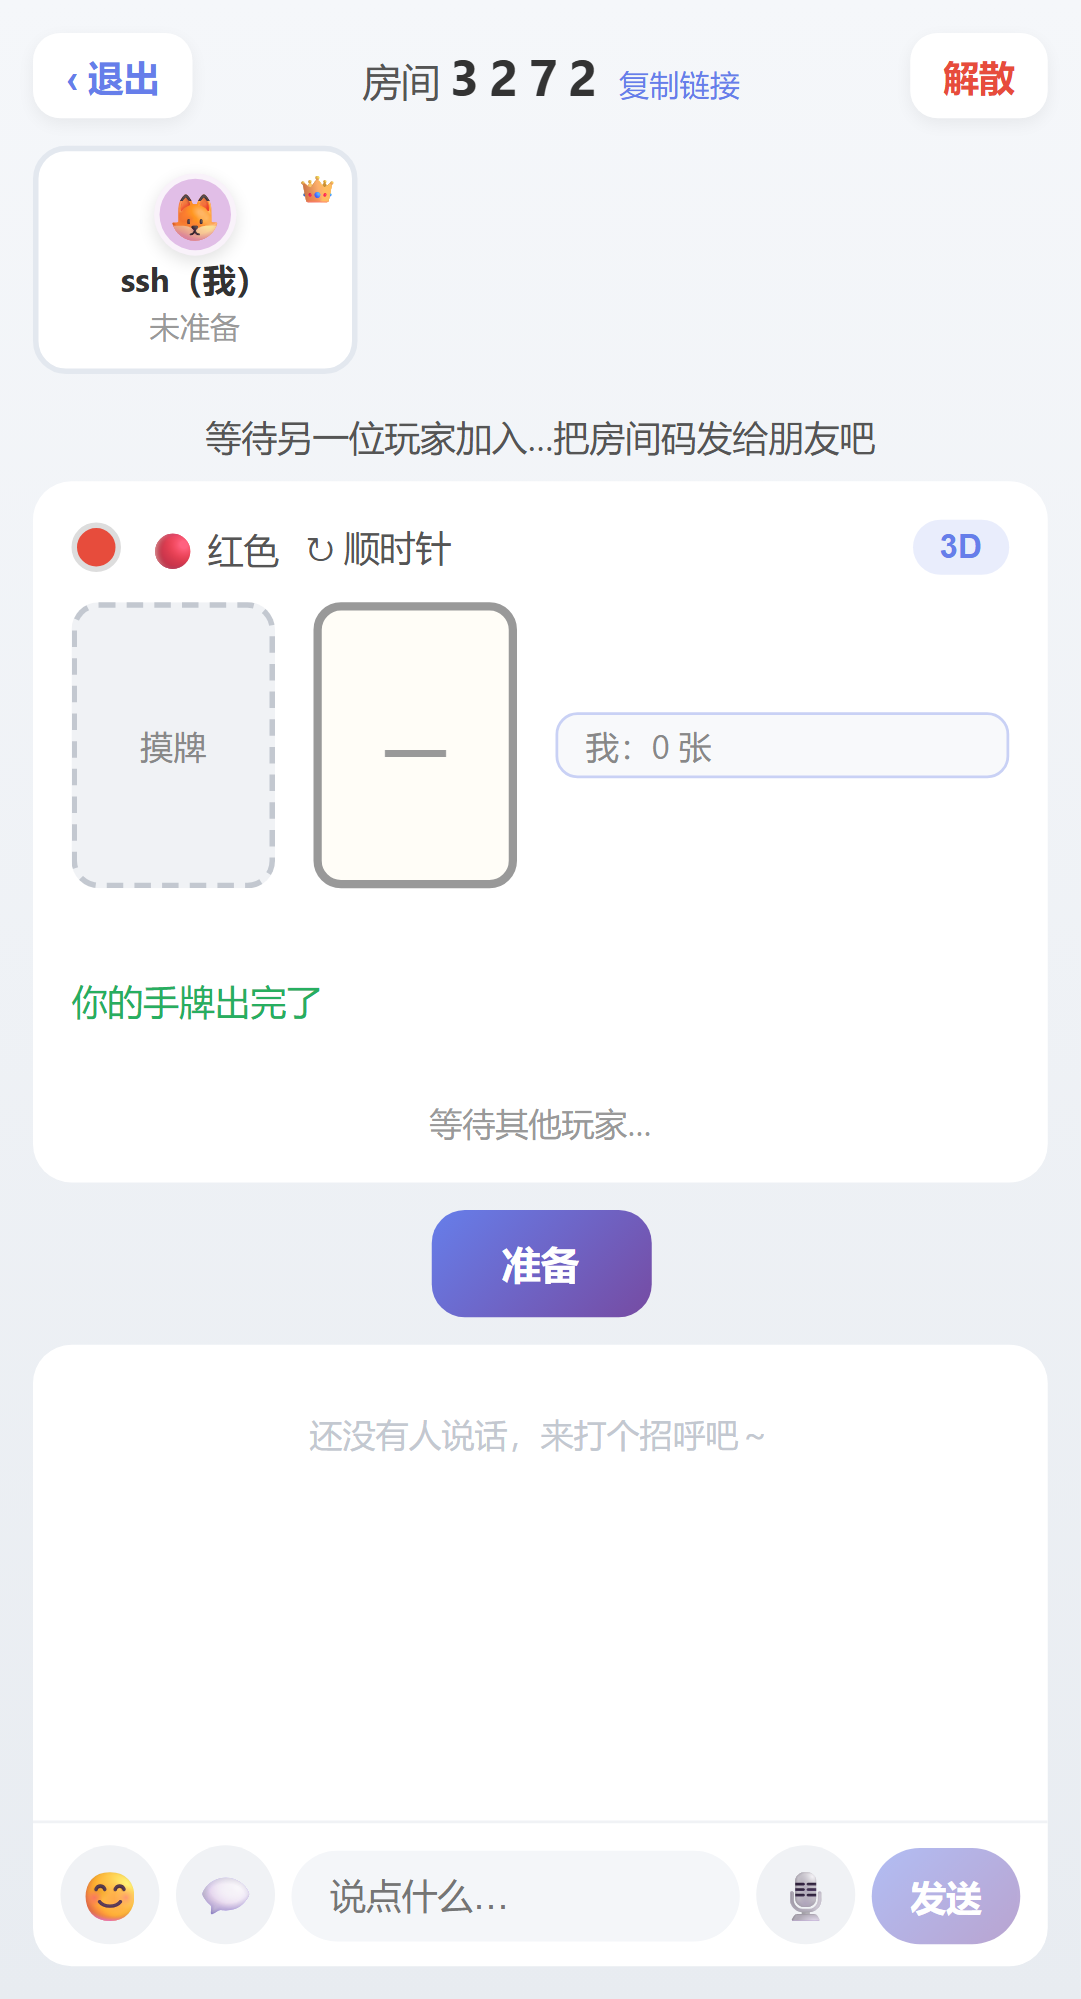 ‹ 退出
房间 3272 复制链接
解散
ssh（我）
未准备
等待另一位玩家加入...把房间码发给朋友吧
红色 ↻ 顺时针
3D
摸牌
—
我：0 张
你的手牌出完了
等待其他玩家...
准备
还没有人说话，来打个招呼吧～
说点什么...
发送